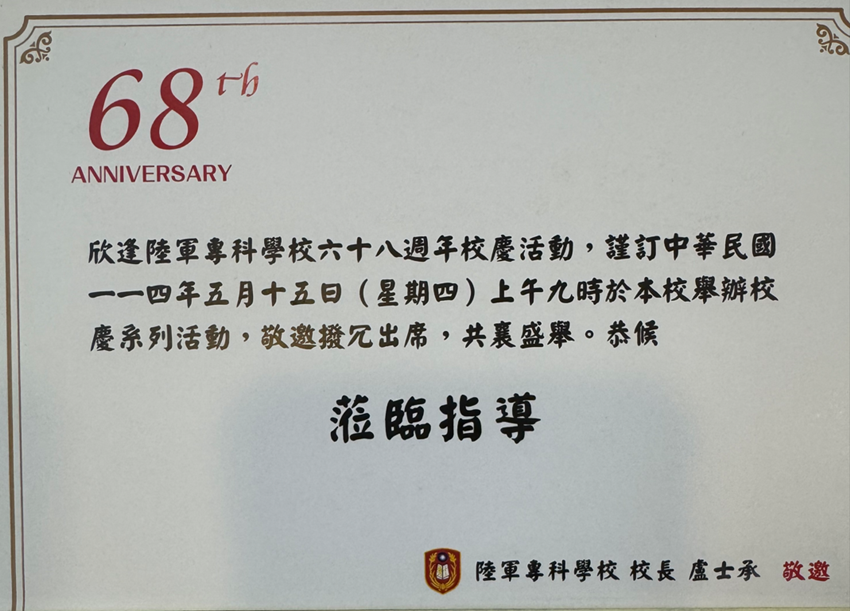 68th
ANNIVERSARY
欣逢陸軍專科學校六十八週年校慶活動，謹訂中華民國
一一四年五月十五日（星期四）上午九時於本校舉辦校
慶系列活動，敬邀撥冗出席，共襄盛舉。恭候
蒞臨指導
陸軍專科學校 校長 盧士承 敬邀